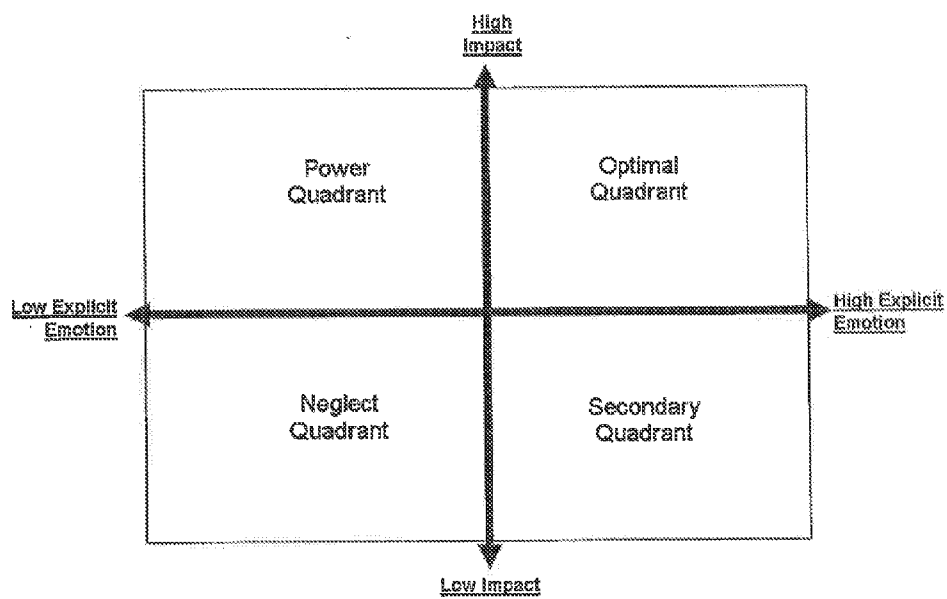 High
Impact
Power
Quadrant
Optimal
Quadrant
Low Explicit
Emotion
High Explicit
Emotion
Neglect
Quadrant
Secondary
Quadrant
Low Impact